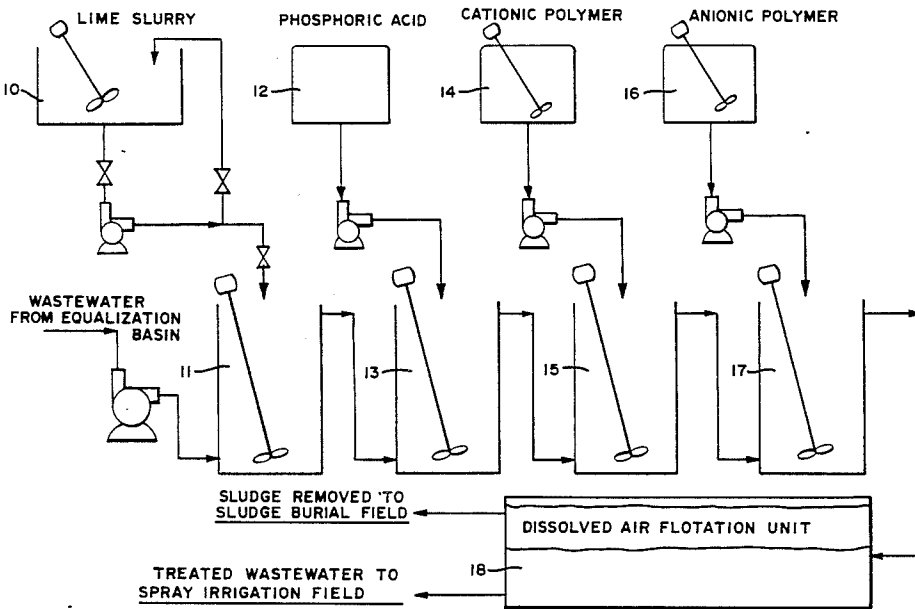 LIME SLURRY
PHOSPHORIC ACID
CATIONIC POLYMER
ANIONIC POLYMER
10
12
14
16
WASTEWATER
FROM EQUALIZATION
BASIN
11
13
15
17
SLUDGE REMOVED TO
SLUDGE BURIAL FIELD
DISSOLVED AIR FLOTATION UNIT
18
TREATED WASTEWATER TO
SPRAY IRRIGATION FIELD